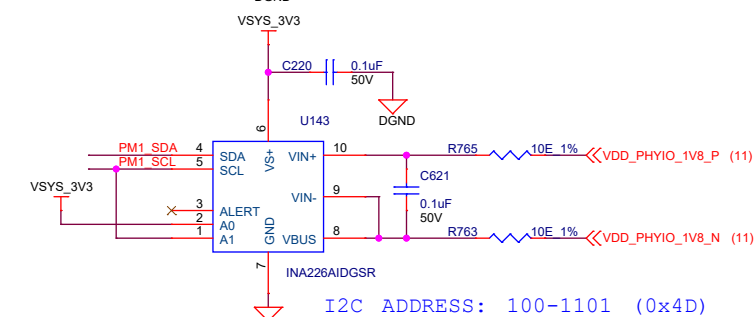 DGND
VSYS_3V3
C220
0.1uF
50V
DGND
U143
6
VS+
PM1_SDA 4 SDA VIN+ 10 R765 10E_1% VDD_PHYIO_1V8_P (11)
PM1_SCL 5 SCL
C621
0.1uF
50V
VSYS_3V3
VIN- 9
3 ALERT
2 A0
1 A1
GND
VBUS 8 R763 10E_1% VDD_PHYIO_1V8_N (11)
7
INA226AIDGSR
I2C ADDRESS: 100-1101 (0x4D)